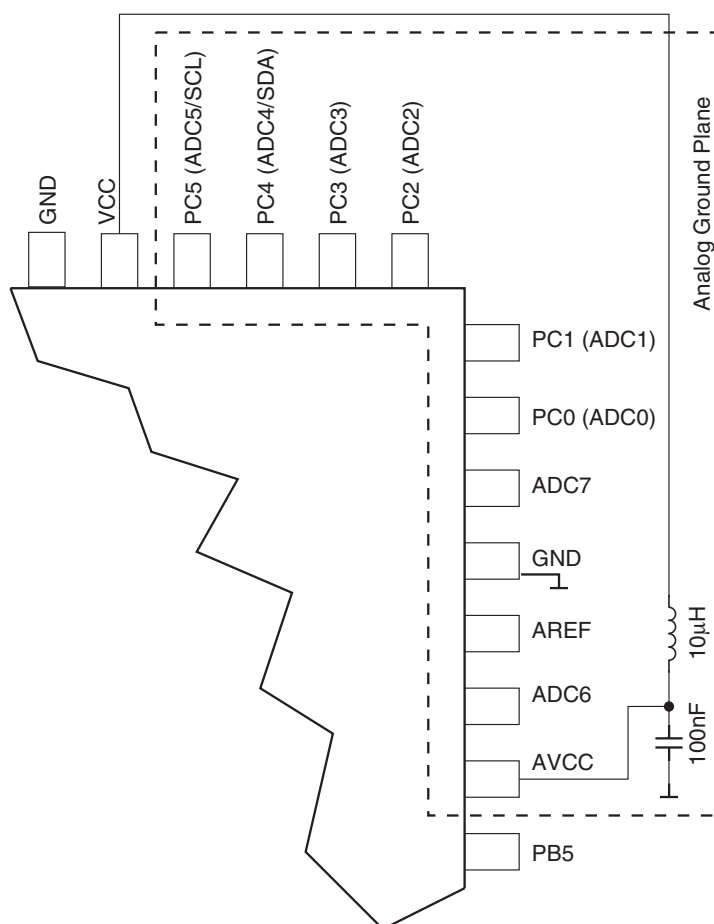 GND
VCC
PC5 (ADC5/SCL)
PC4 (ADC4/SDA)
PC3 (ADC3)
PC2 (ADC2)
Analog Ground Plane
PC1 (ADC1)
PC0 (ADC0)
ADC7
GND
AREF
10μH
ADC6
100nF
AVCC
PB5